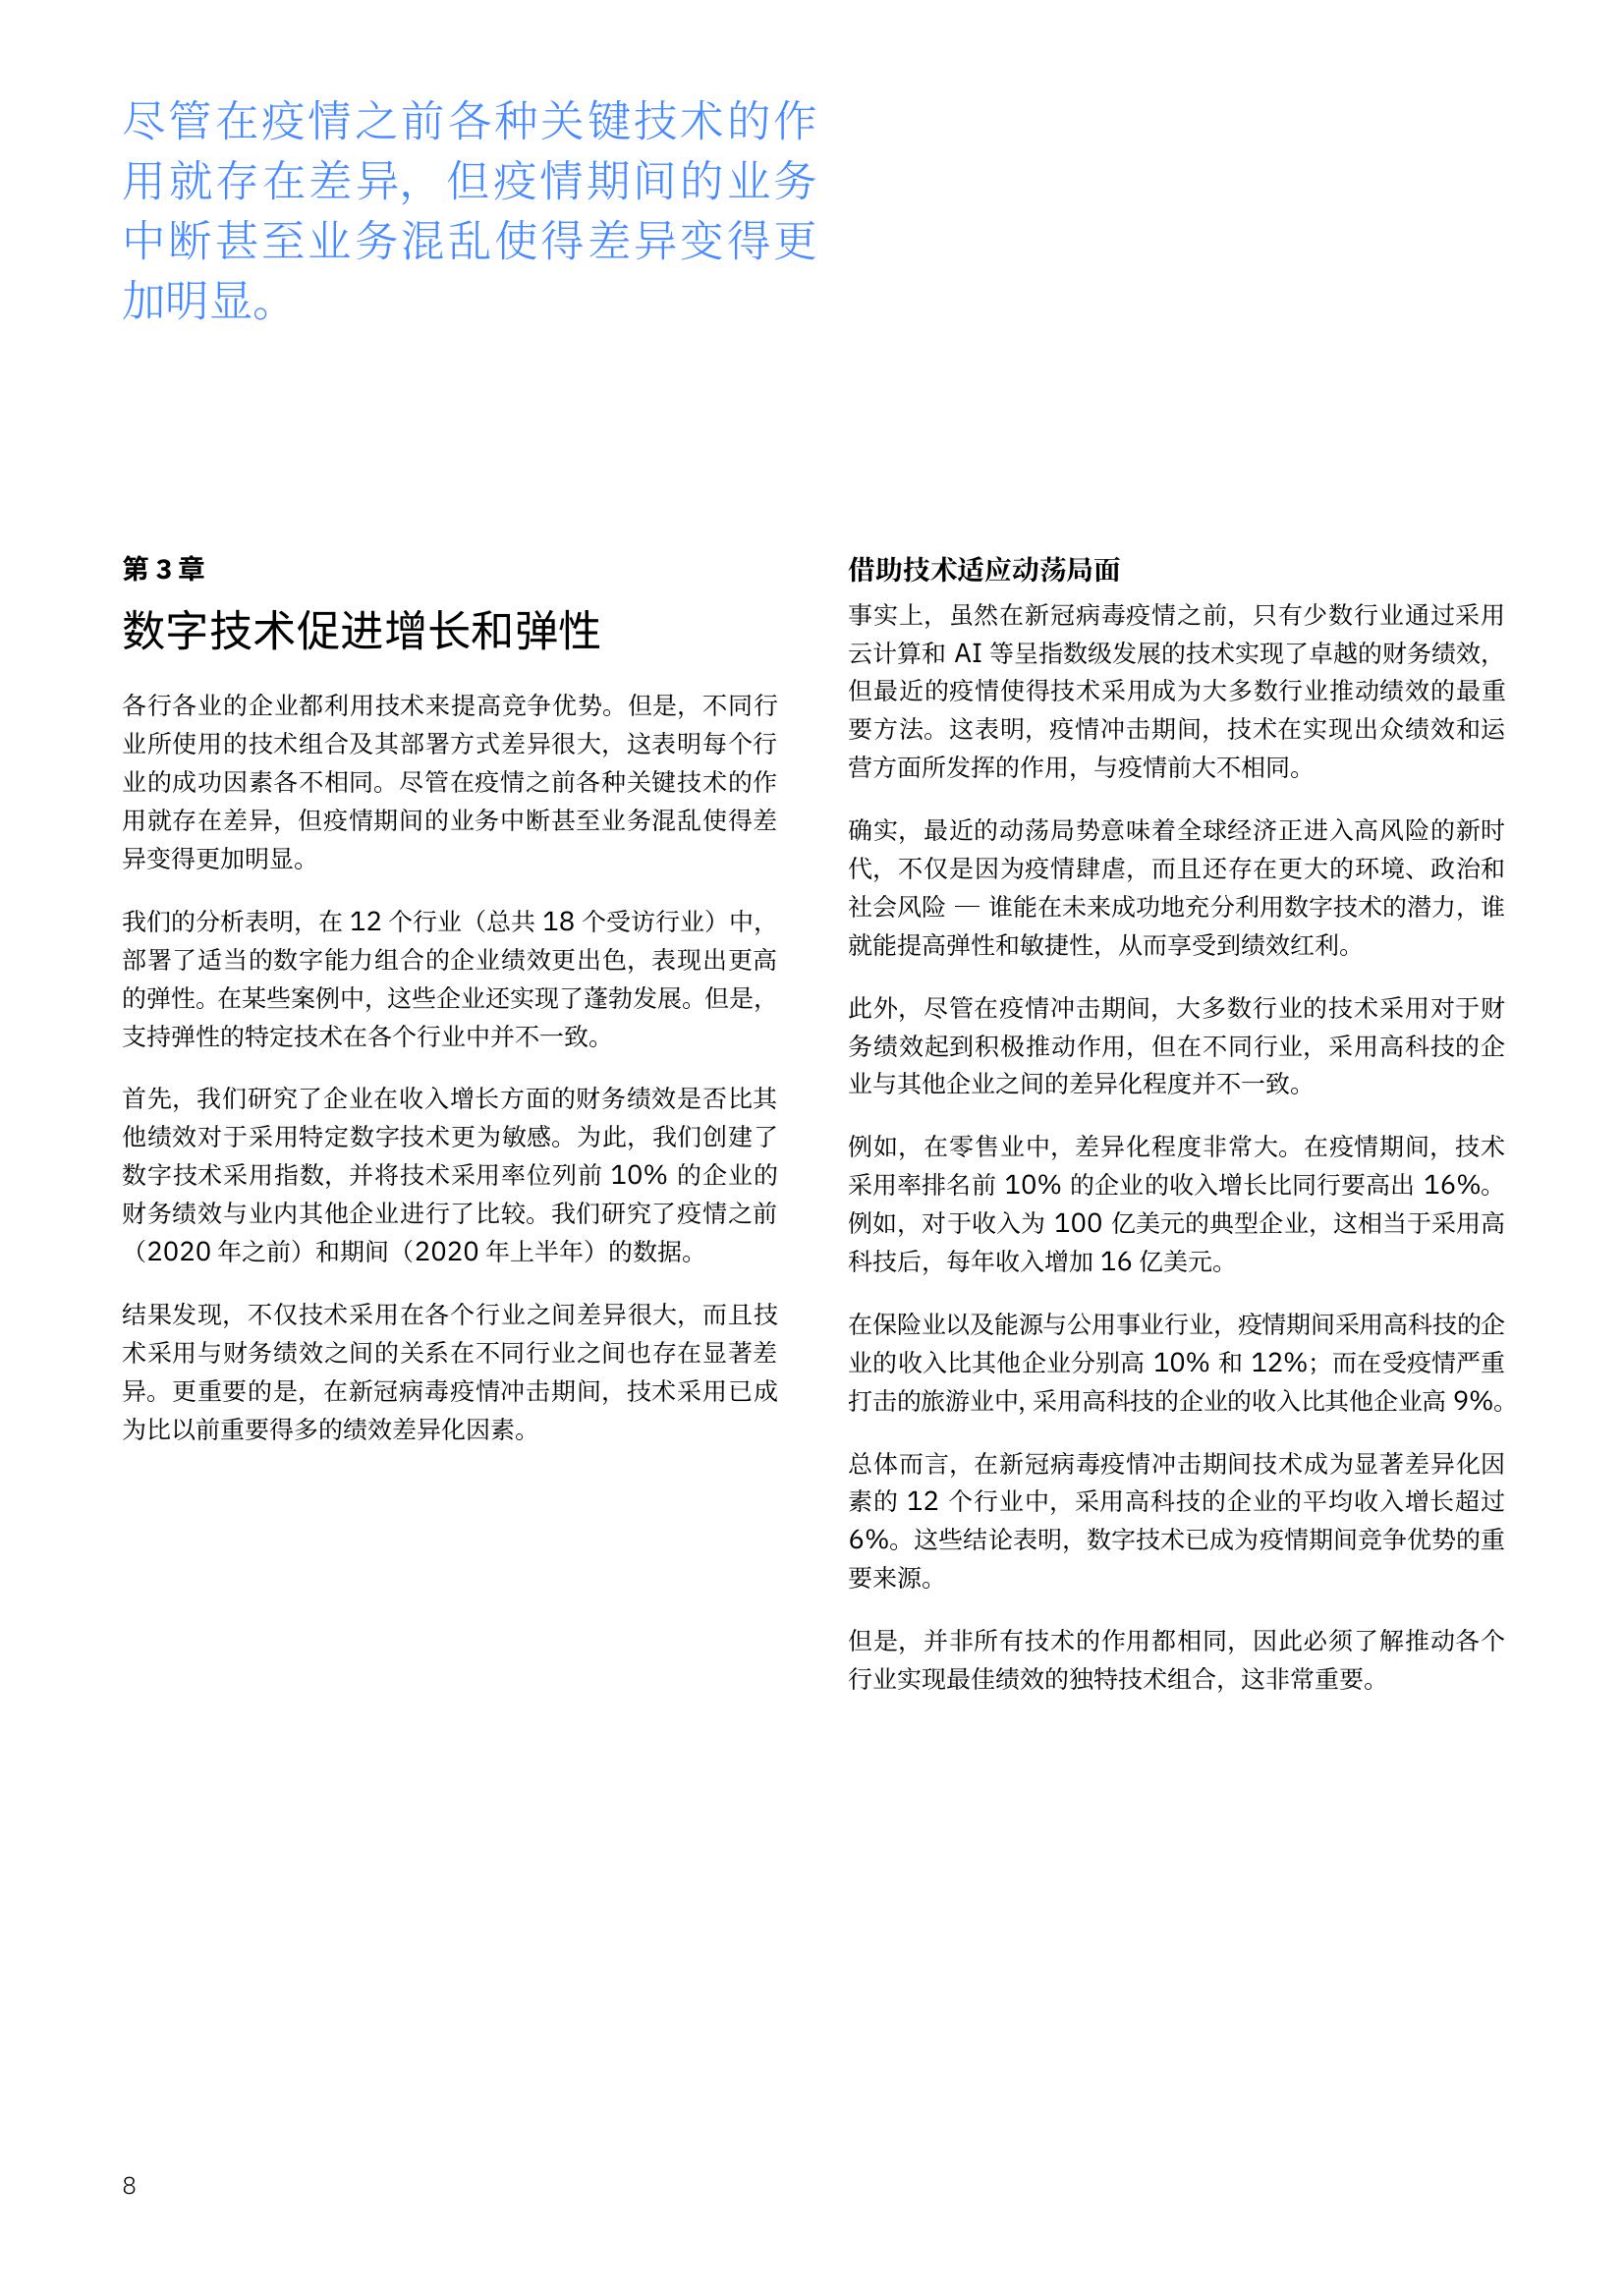 尽管在疫情之前各种关键技术的作
用就存在差异，但疫情期间的业务
中断甚至业务混乱使得差异变得更
加明显。
第 3 章
数字技术促进增长和弹性
各行各业的企业都利用技术来提高竞争优势。但是，不同行
业所使用的技术组合及其部署方式差异很大，这表明每个行
业的成功因素各不相同。尽管在疫情之前各种关键技术的作
用就存在差异，但疫情期间的业务中断甚至业务混乱使得差
异变得更加明显。
我们的分析表明，在 12 个行业（总共 18 个受访行业）中，
部署了适当的数字能力组合的企业绩效更出色，表现出更高
的弹性。在某些案例中，这些企业还实现了蓬勃发展。但是，
支持弹性的特定技术在各个行业中并不一致。
首先，我们研究了企业在收入增长方面的财务绩效是否比其
他绩效对于采用特定数字技术更为敏感。为此，我们创建了
数字技术采用指数，并将技术采用率位列前 10% 的企业的
财务绩效与业内其他企业进行了比较。我们研究了疫情之前
（2020 年之前）和期间（2020 年上半年）的数据。
结果发现，不仅技术采用在各个行业之间差异很大，而且技
术采用与财务绩效之间的关系在不同行业之间也存在显著差
异。更重要的是，在新冠病毒疫情冲击期间，技术采用已成
为比以前重要得多的绩效差异化因素。
借助技术适应动荡局面
事实上，虽然在新冠病毒疫情之前，只有少数行业通过采用
云计算和 AI 等呈指数级发展的技术实现了卓越的财务绩效，
但最近的疫情使得技术采用成为大多数行业推动绩效的最重
要方法。这表明，疫情冲击期间，技术在实现出众绩效和运
营方面所发挥的作用，与疫情前大不相同。
确实，最近的动荡局势意味着全球经济正进入高风险的新时
代，不仅是因为疫情肆虐，而且还存在更大的环境、政治和
社会风险 — 谁能在未来成功地充分利用数字技术的潜力，谁
就能提高弹性和敏捷性，从而享受到绩效红利。
此外，尽管在疫情冲击期间，大多数行业的技术采用对于财
务绩效起到积极推动作用，但在不同行业，采用高科技的企
业与其他企业之间的差异化程度并不一致。
例如，在零售业中，差异化程度非常大。在疫情期间，技术
采用率排名前 10% 的企业的收入增长比同行要高出 16%。
例如，对于收入为 100 亿美元的典型企业，这相当于采用高
科技后，每年收入增加 16 亿美元。
在保险业以及能源与公用事业行业，疫情期间采用高科技的企
业的收入比其他企业分别高 10% 和 12%；而在受疫情严重
打击的旅游业中，采用高科技的企业的收入比其他企业高 9%。
总体而言，在新冠病毒疫情冲击期间技术成为显著差异化因
素的 12 个行业中，采用高科技的企业的平均收入增长超过
6%。这些结论表明，数字技术已成为疫情期间竞争优势的重
要来源。
但是，并非所有技术的作用都相同，因此必须了解推动各个
行业实现最佳绩效的独特技术组合，这非常重要。
8